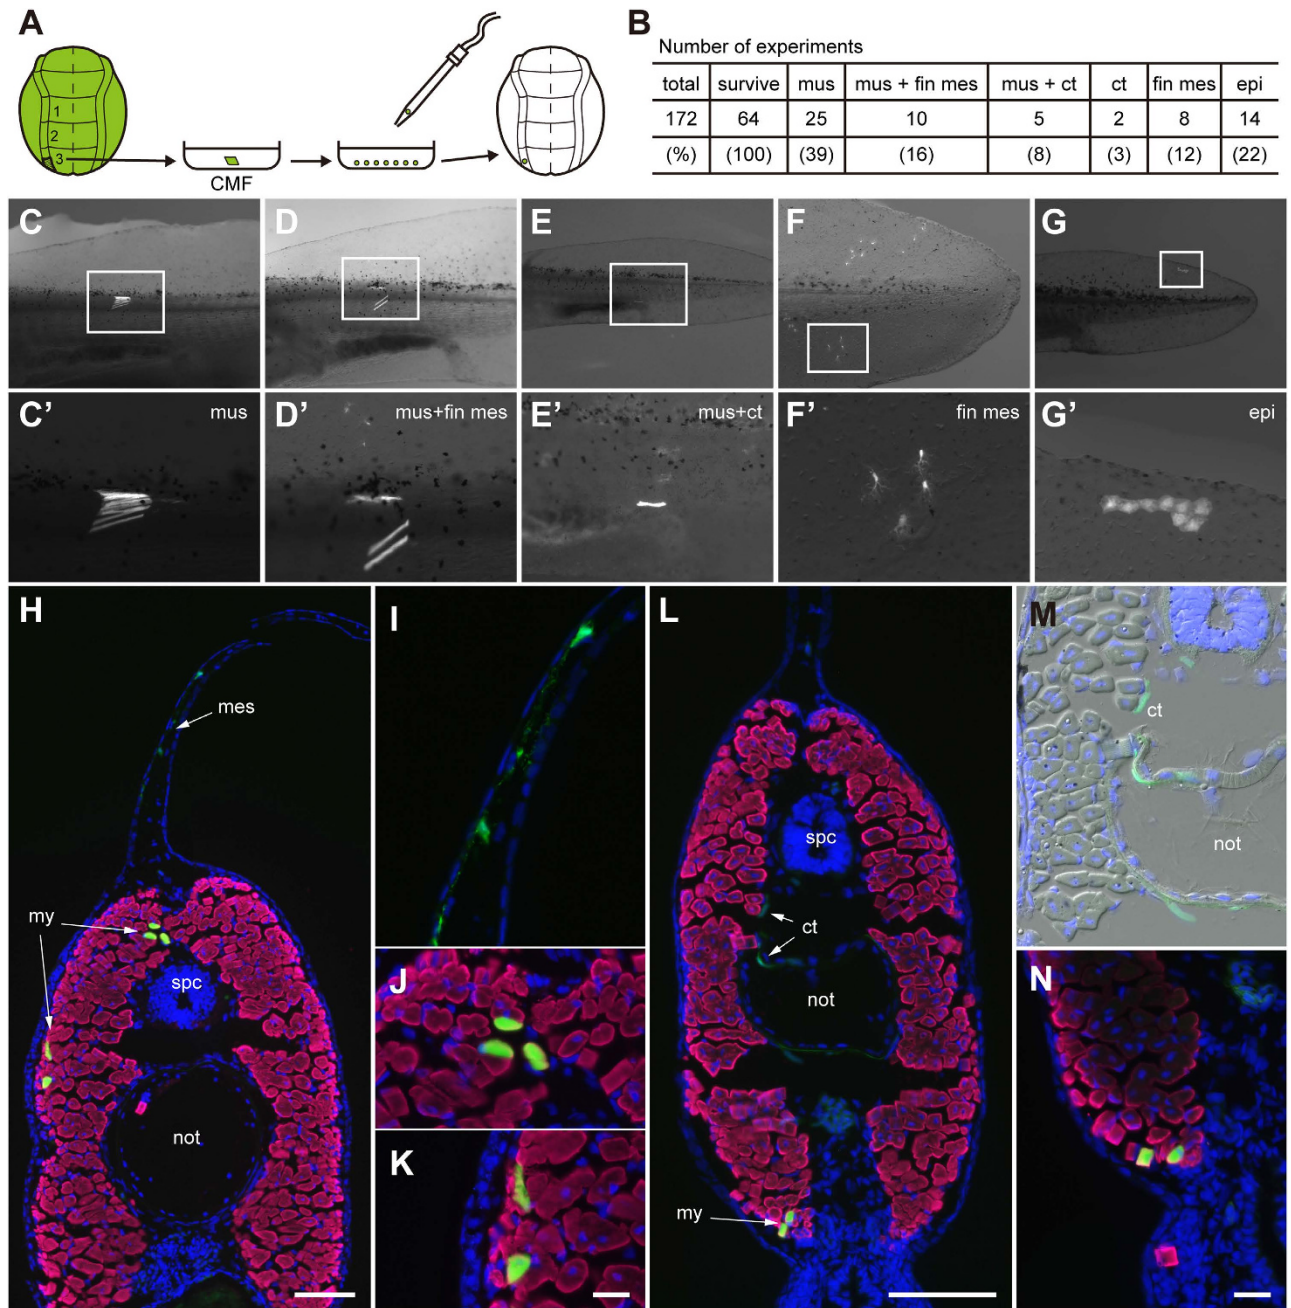 A
1
2
3
CMF
B
Number of experiments
total survive mus mus + fin mes mus + ct ct fin mes epi
172 64 25 10 5 2 8 14
(%) (100) (39) (16) (8) (3) (12) (22)
C D E F G
C’ mus D’ mus+fin mes E’ mus+ct F’ fin mes G’ epi
H
mes
my
spc
not
I
J
K
L
spc
ct
not
my
M
ct
not
N